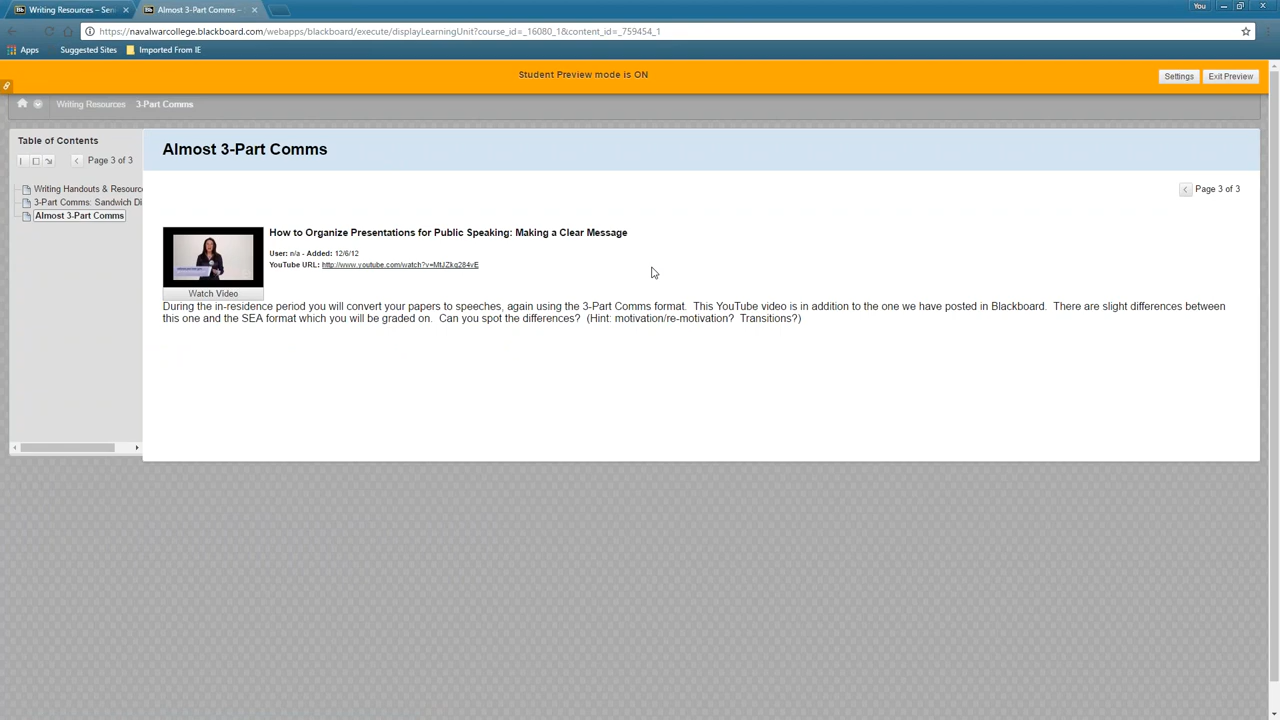 Writing Resources – Sen
Almost 3-Part Comms –
You
https://navalwarcollege.blackboard.com/webapps/blackboard/execute/displayLearningUnit?course_id=_16080_1&content_id=_759454_1
Apps Suggested Sites Imported From IE
Student Preview mode is ON
Settings Exit Preview
Writing Resources 3-Part Comms
Table of Contents
Page 3 of 3
Writing Handouts & Resource
3-Part Comms: Sandwich Di
Almost 3-Part Comms
Almost 3-Part Comms
Page 3 of 3
How to Organize Presentations for Public Speaking: Making a Clear Message
User: n/a - Added: 12/6/12
YouTube URL:
Watch Video
During the in-residence period you will convert your papers to speeches, again using the 3-Part Comms format. This YouTube video is in addition to the one we have posted in Blackboard. There are slight differences between
this one and the SEA format which you will be graded on. Can you spot the differences? (Hint: motivation/re-motivation? Transitions?)